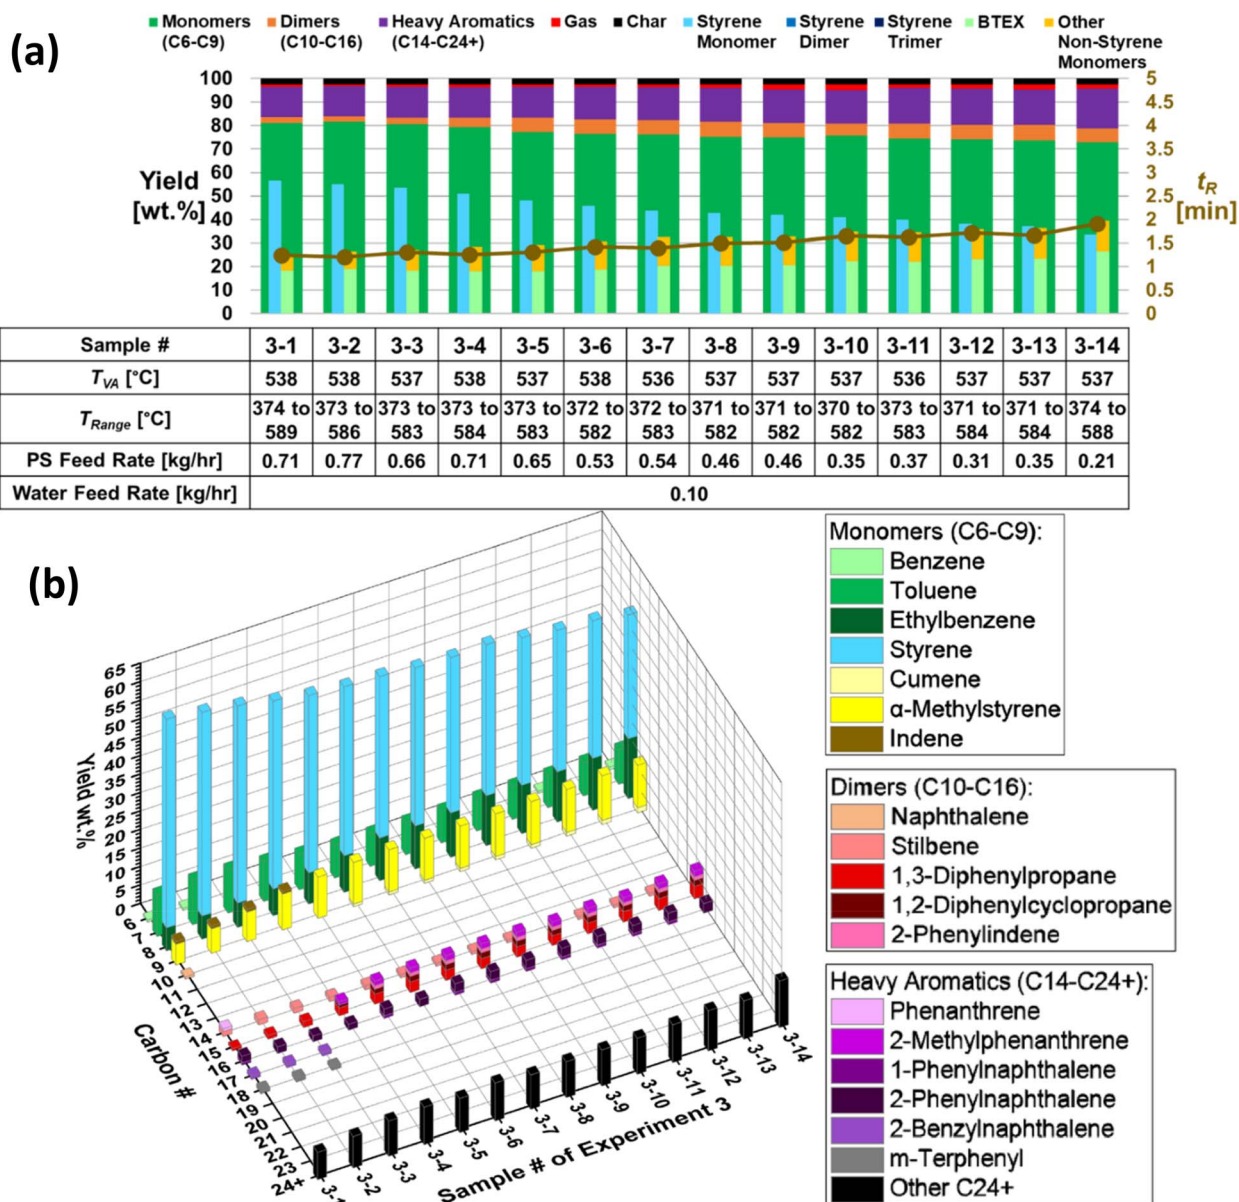 (a)
Monomers (C6-C9)
Dimers (C10-C16)
Heavy Aromatics (C14-C24+)
Gas
Char
Styrene Monomer
Styrene Dimer
Styrene Trimer
BTEX
Other Non-Styrene Monomers
100
90
80
70
60
50
40
30
20
10
0
Yield [wt.%]
5
4.5
4
3.5
3
2.5
2
1.5
1
0.5
0
tR [min]
Sample # 3-1 3-2 3-3 3-4 3-5 3-6 3-7 3-8 3-9 3-10 3-11 3-12 3-13 3-14
TVA [°C] 538 538 537 538 537 538 536 537 537 537 536 537 537 537
TRange [°C] 374 to 589 373 to 586 373 to 583 373 to 584 373 to 583 372 to 582 372 to 583 371 to 582 371 to 582 370 to 582 373 to 583 371 to 584 371 to 584 374 to 588
PS Feed Rate [kg/hr] 0.71 0.77 0.66 0.71 0.65 0.53 0.54 0.46 0.46 0.35 0.37 0.31 0.35 0.21
Water Feed Rate [kg/hr] 0.10
(b)
65
60
55
50
45
40
35
30
25
20
15
10
5
0
Yield wt.%
6
7
8
9
10
11
12
13
14
15
16
17
18
19
20
21
22
23
24+
Carbon #
3-1
3-2
3-3
3-4
3-5
3-6
3-7
3-8
3-9
3-10
3-11
3-12
3-13
3-14
Sample # of Experiment 3
Monomers (C6-C9):
Benzene
Toluene
Ethylbenzene
Styrene
Cumene
α-Methylstyrene
Indene
Dimers (C10-C16):
Naphthalene
Stilbene
1,3-Diphenylpropane
1,2-Diphenylcyclopropane
2-Phenylindene
Heavy Aromatics (C14-C24+):
Phenanthrene
2-Methylphenanthrene
1-Phenylnaphthalene
2-Phenylnaphthalene
2-Benzylnaphthalene
m-Terphenyl
Other C24+